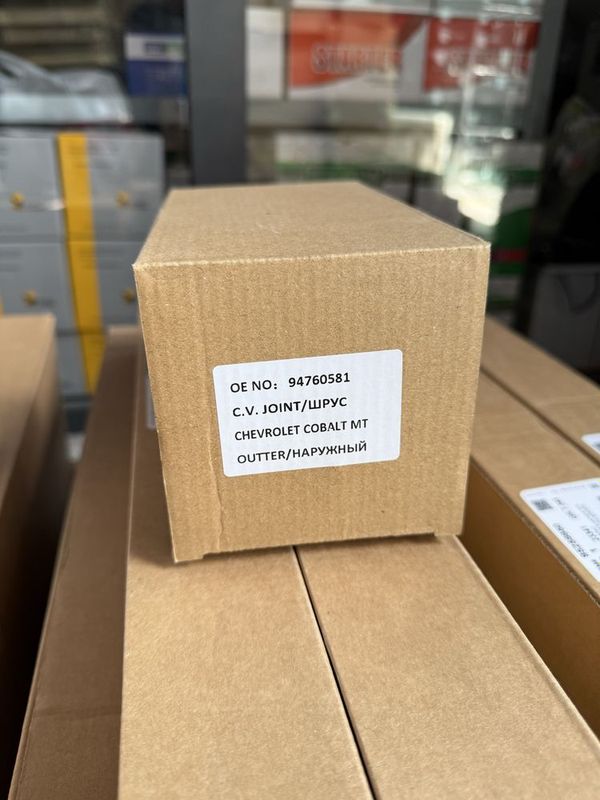 OE NO: 94760581
C.V. JOINT/ШРУС
CHEVROLET COBALT MT
OUTTER/НАРУЖНЫЙ